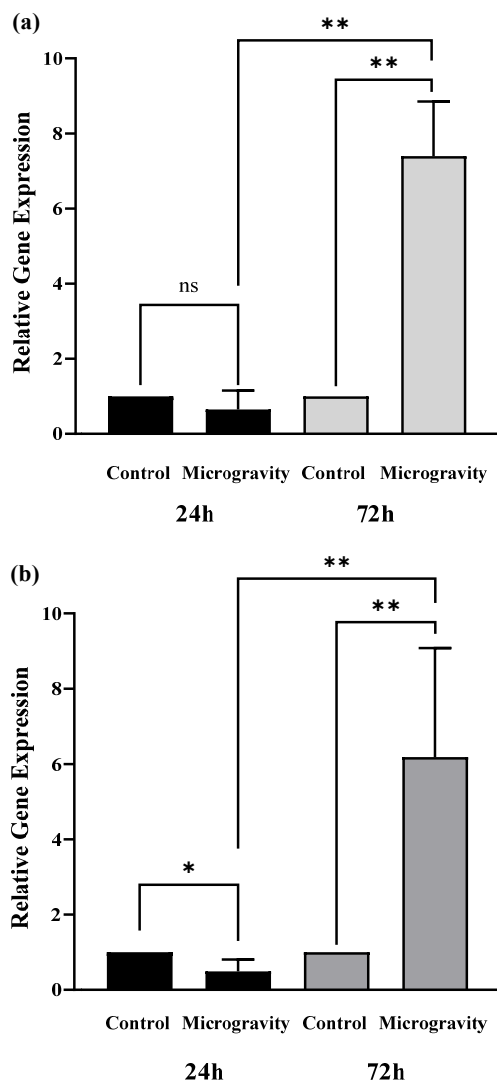 (a)
**
**
ns
Relative Gene Expression
10
8
6
4
2
0
Control Microgravity Control Microgravity
24h 72h
(b)
**
**
*
Relative Gene Expression
10
8
6
4
2
0
Control Microgravity Control Microgravity
24h 72h